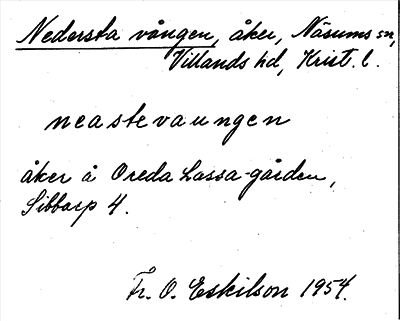 Nedersta vången, åker, Näsums sn,
Villands hd, Krist. l.
neastevaungen
åker å Oreda Lassa-gården,
Sibbarp 4.
Fr. O. Eskilson 1954.